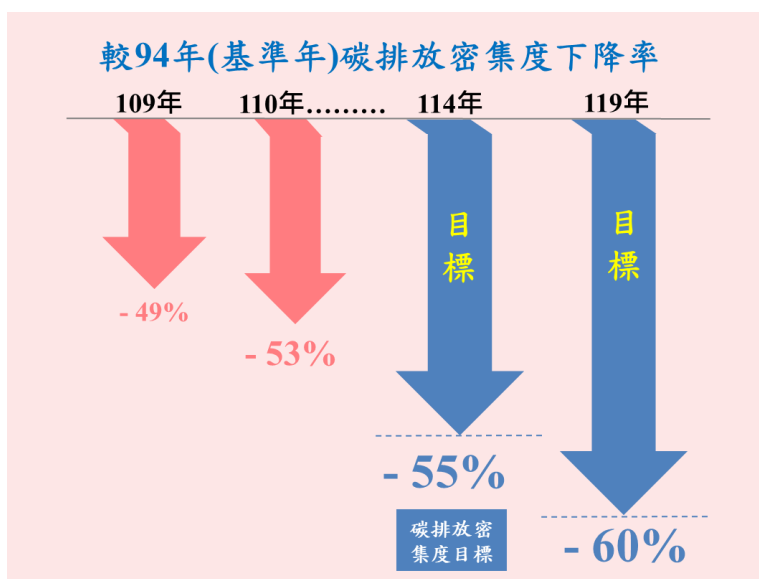 較94年(基準年)碳排放密集度下降率
109年 110年......... 114年 119年
目
標
目
標
- 49%
- 53%
- 55%
- 60%
碳排放密
集度目標